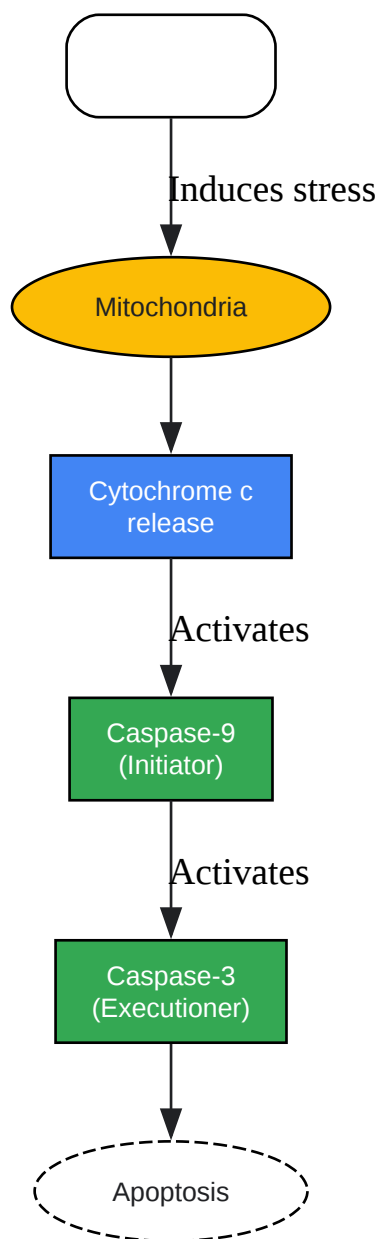 Induces stress
Mitochondria
Cytochrome c
release
Activates
Caspase-9
(Initiator)
Activates
Caspase-3
(Executioner)
Apoptosis